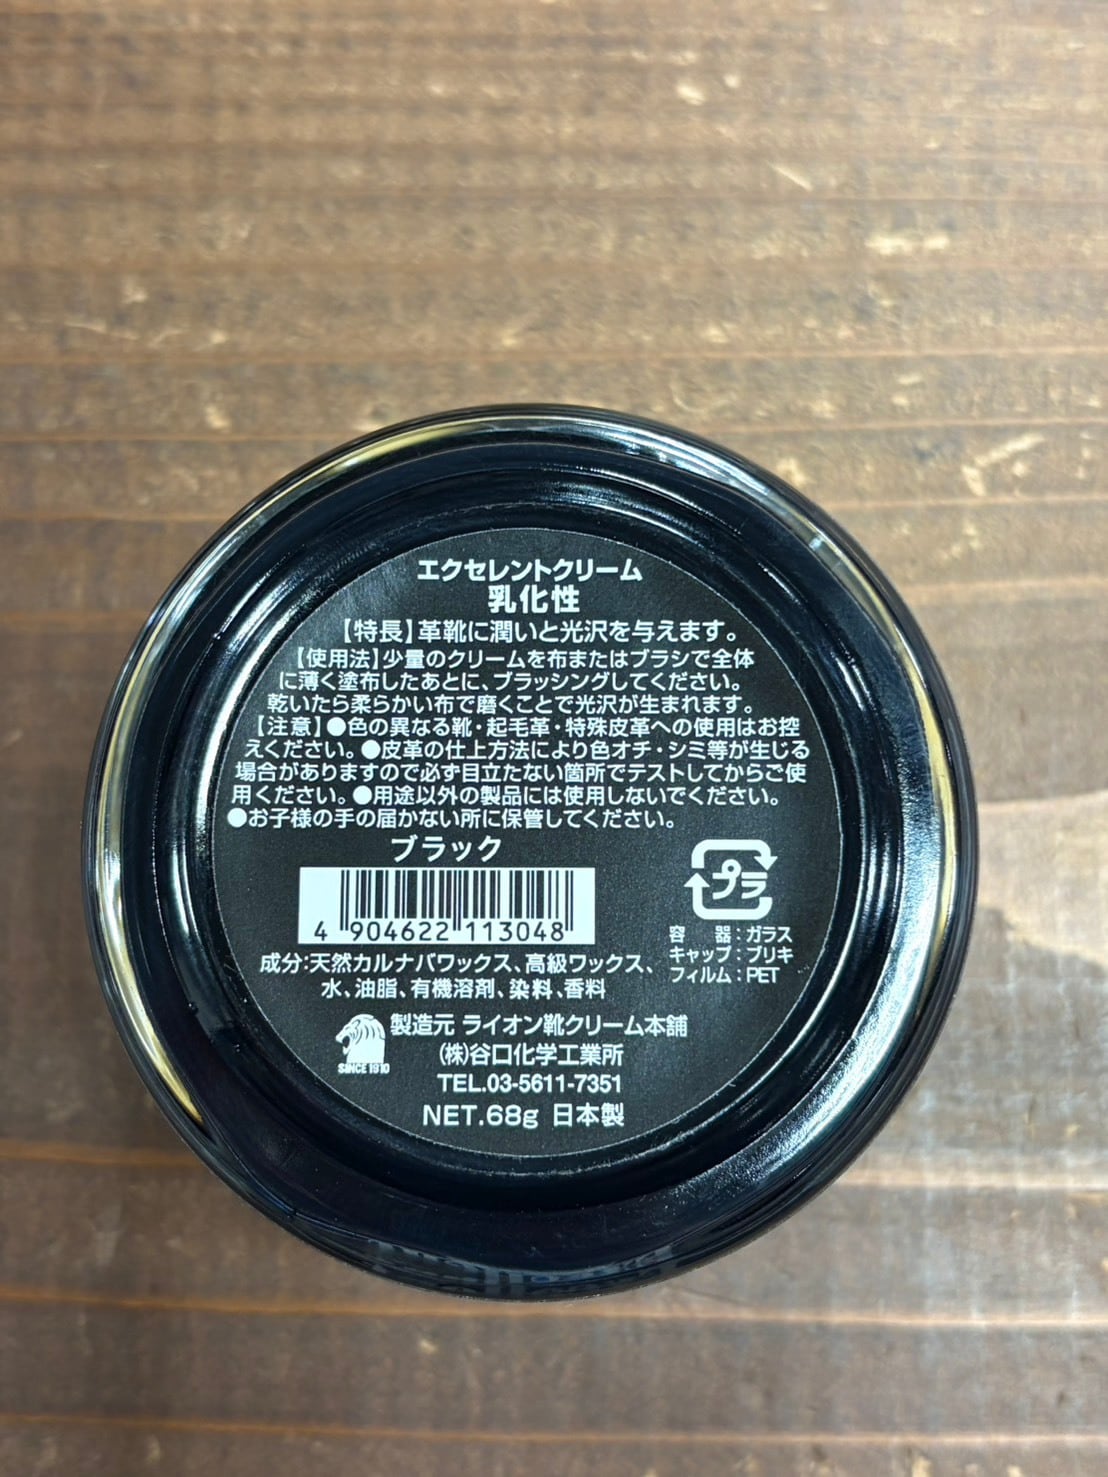 エクセレントクリーム
乳化性
【特長】革靴に潤いと光沢を与えます。
【使用法】少量のクリームを布またはブラシで全体
に薄く塗布したあとに、ブラッシングしてください。
乾いたら柔らかい布で磨くことで光沢が生まれます。
【注意】●色の異なる靴・起毛革・特殊皮革への使用はお控
えください。●皮革の仕上方法により色オチ・シミ等が生じる
場合がありますので必ず目立たない箇所でテストしてからご使
用ください。●用途以外の製品には使用しないでください。
●お子様の手の届かない所に保管してください。
ブラック
4 904622 113048
プラ
容器:ガラス
キャップ:ブリキ
フィルム:PET
成分:天然カルナバワックス、高級ワックス、
水、油脂、有機溶剤、染料、香料
SINCE 1910
製造元 ライオン靴クリーム本舗
(株)谷口化学工業所
TEL.03-5611-7351
NET.68g 日本製